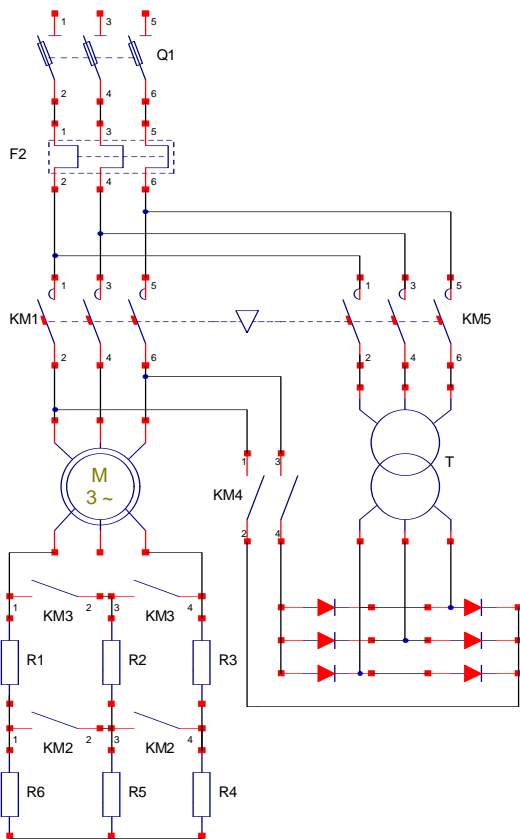 1 3 5
Q1
2 4 6
1 3 5
F2
2 4 6
1 3 5 1 3 5
KM1 KM5
2 4 6 2 4 6
1 3
M
3 ~
T
KM4
2 4
1 2 3 4
KM3 KM3
R1 R2 R3
1 2 3 4
KM2 KM2
R6 R5 R4